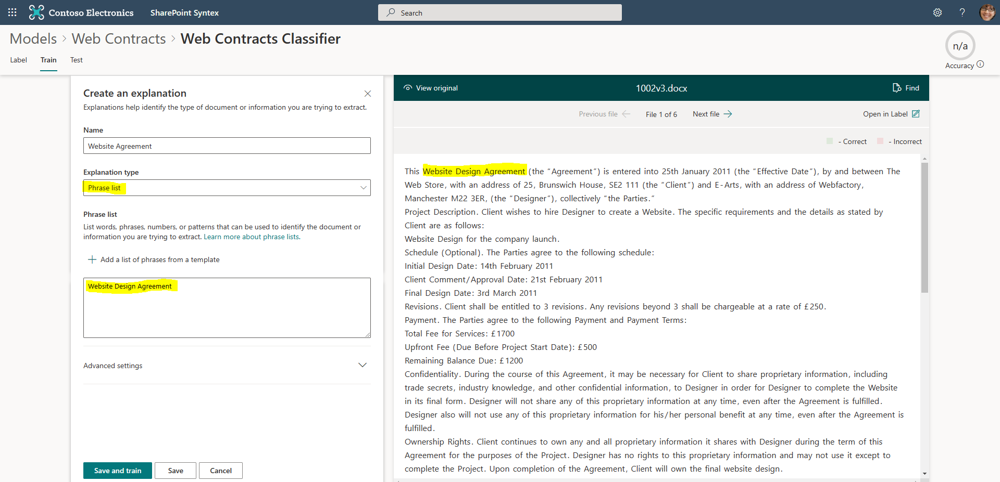 Contoso Electronics
SharePoint Syntex
Search
?
Models > Web Contracts > Web Contracts Classifier
n/a
Accuracy
Label Train Test
Create an explanation
Explanations help identify the type of document or information you are trying to extract.
Name
Website Agreement
Explanation type
Phrase list
Phrase list
List words, phrases, numbers, or patterns that can be used to identify the document or
information you are trying to extract. Learn more about phrase lists.
Add a list of phrases from a template
Website Design Agreement
Advanced settings
Save and train
Save
Cancel
View original
1002v3.docx
Find
Previous file
File 1 of 6
Next file
Open in Label
- Correct
- Incorrect
This Website Design Agreement (the “Agreement”) is entered into 25th January 2011 (the “Effective Date”), by and between The
Web Store, with an address of 25, Brunswich House, SE2 111 (the “Client”) and E-Arts, with an address of Webfactory,
Manchester M22 3ER, (the “Designer”), collectively “the Parties.”
Project Description. Client wishes to hire Designer to create a Website. The specific requirements and the details as stated by
Client are as follows:
Website Design for the company launch.
Schedule (Optional). The Parties agree to the following schedule:
Initial Design Date: 14th February 2011
Client Comment/Approval Date: 21st February 2011
Final Design Date: 3rd March 2011
Revisions. Client shall be entitled to 3 revisions. Any revisions beyond 3 shall be chargeable at a rate of £250.
Payment. The Parties agree to the following Payment and Payment Terms:
Total Fee for Services: £1700
Upfront Fee (Due Before Project Start Date): £500
Remaining Balance Due: £1200
Confidentiality. During the course of this Agreement, it may be necessary for Client to share proprietary information, including
trade secrets, industry knowledge, and other confidential information, to Designer in order for Designer to complete the Website
in its final form. Designer will not share any of this proprietary information at any time, even after the Agreement is fulfilled.
Designer also will not use any of this proprietary information for his/her personal benefit at any time, even after the Agreement is
fulfilled.
Ownership Rights. Client continues to own any and all proprietary information it shares with Designer during the term of this
Agreement for the purposes of the Project. Designer has no rights to this proprietary information and may not use it except to
complete the Project. Upon completion of the Agreement, Client will own the final website design.